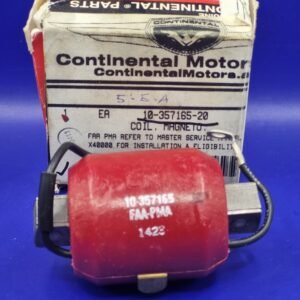 CONTINENTAL PARTS
Continental Motors
ContinentalMotors.
5-5-A
1 EA 10-357165-20
COIL, MAGNETO.
FAA PMA REFER TO MASTER SERVICE
X40000 FOR INSTALLATION &
10-357165
FAA-PMA
1423